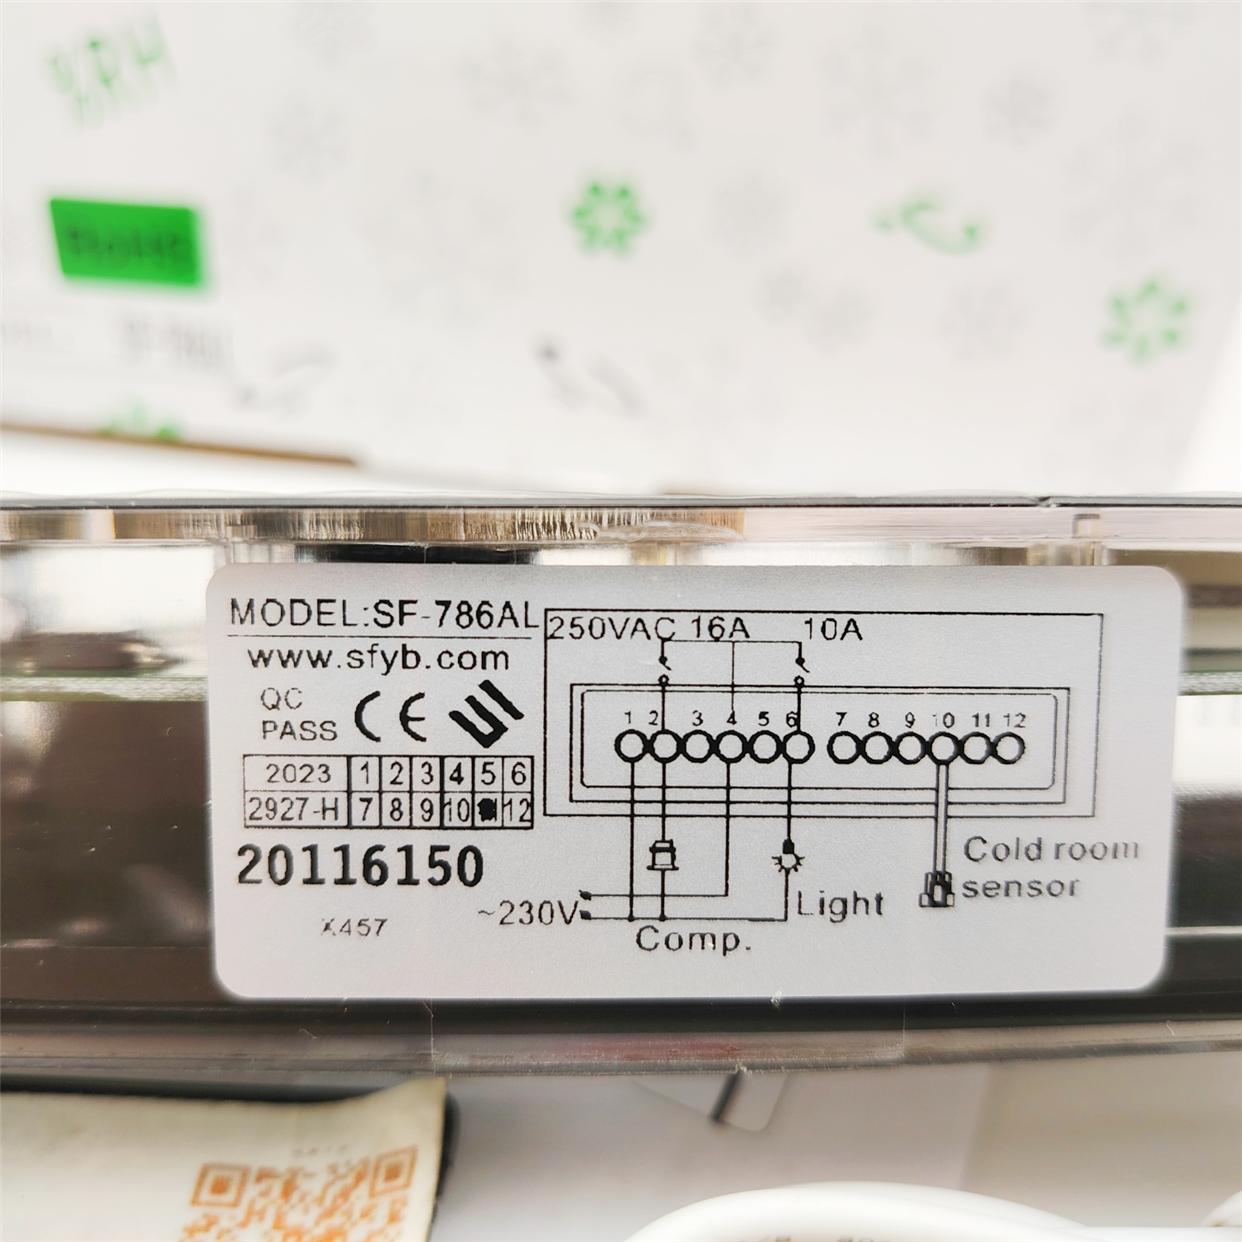 RoHS
MODEL:SF-786AL
www.sfyb.com
QC
PASS
CE
2023 1 2 3 4 5 6
2927-H 7 8 9 10 12
20116150
X457
250VAC 16A 10A
1 2 3 4 5 6 7 8 9 10 11 12
~230V
Comp.
Light
Cold room
sensor